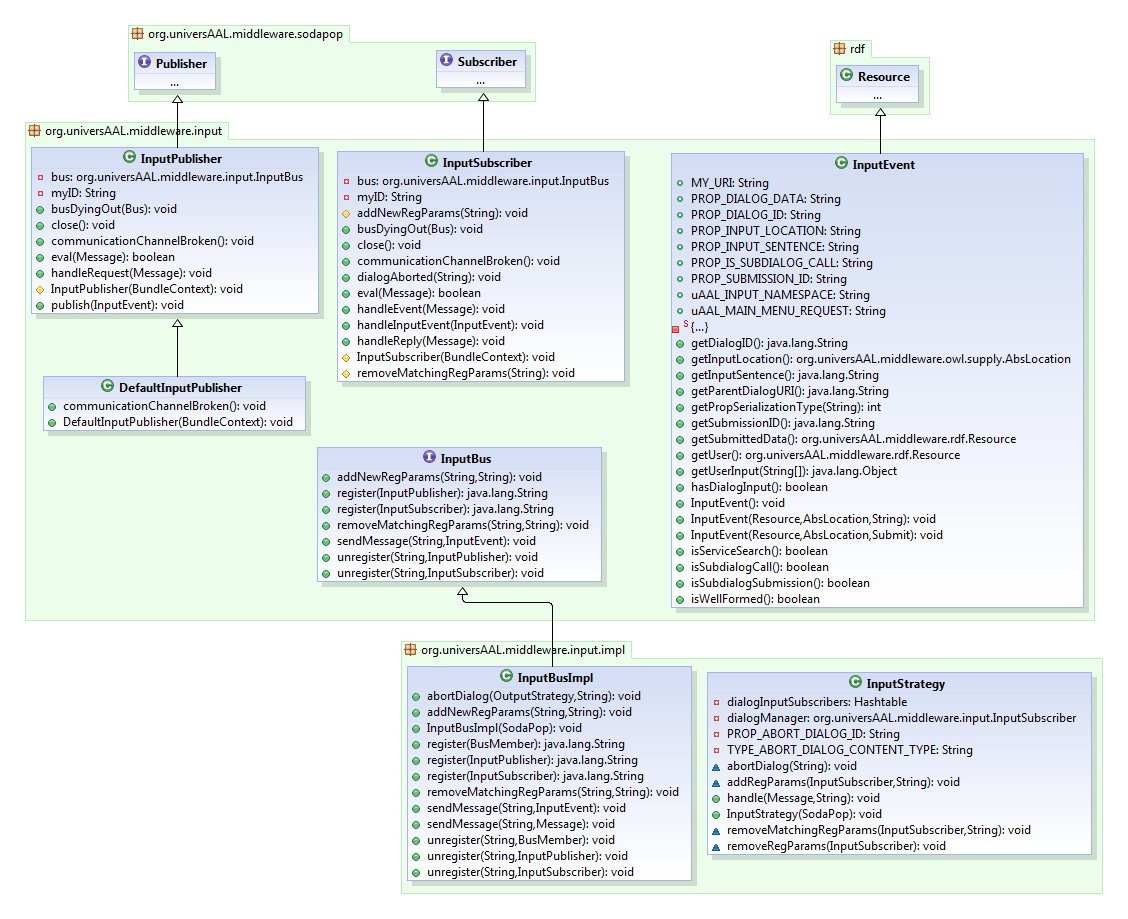 org.universAAL.middleware.sodapop
Publisher
...
Subscriber
...
rdf
Resource
...
org.universAAL.middleware.input
InputPublisher
bus: org.universAAL.middleware.input.InputBus
myID: String
busDyingOut(Bus): void
close(): void
communicationChannelBroken(): void
eval(Message): boolean
handleRequest(Message): void
InputPublisher(BundleContext): void
publish(InputEvent): void
InputSubscriber
bus: org.universAAL.middleware.input.InputBus
myID: String
addNewRegParams(String): void
busDyingOut(Bus): void
close(): void
communicationChannelBroken(): void
dialogAborted(String): void
eval(Message): boolean
handleEvent(Message): void
handleInputEvent(InputEvent): void
handleReply(Message): void
InputSubscriber(BundleContext): void
removeMatchingRegParams(String): void
InputEvent
MY_URI: String
PROP_DIALOG_DATA: String
PROP_DIALOG_ID: String
PROP_INPUT_LOCATION: String
PROP_INPUT_SENTENCE: String
PROP_IS_SUBDIALOG_CALL: String
PROP_SUBMISSION_ID: String
uAAL_INPUT_NAMESPACE: String
uAAL_MAIN_MENU_REQUEST: String
S {...}
getDialogID(): java.lang.String
getInputLocation(): org.universAAL.middleware.owl.supply.AbsLocation
getInputSentence(): java.lang.String
getParentDialogURI(): java.lang.String
getPropSerializationType(String): int
getSubmissionID(): java.lang.String
getSubmittedData(): org.universAAL.middleware.rdf.Resource
getUser(): org.universAAL.middleware.rdf.Resource
getUserInput(String[]): java.lang.Object
hasDialogInput(): boolean
InputEvent(): void
InputEvent(Resource,AbsLocation,String): void
InputEvent(Resource,AbsLocation,Submit): void
isServiceSearch(): boolean
isSubdialogCall(): boolean
isSubdialogSubmission(): boolean
isWellFormed(): boolean
DefaultInputPublisher
communicationChannelBroken(): void
DefaultInputPublisher(BundleContext): void
InputBus
addNewRegParams(String,String): void
register(InputPublisher): java.lang.String
register(InputSubscriber): java.lang.String
removeMatchingRegParams(String,String): void
sendMessage(String,InputEvent): void
unregister(String,InputPublisher): void
unregister(String,InputSubscriber): void
org.universAAL.middleware.input.impl
InputBusImpl
abortDialog(OutputStrategy,String): void
addNewRegParams(String,String): void
InputBusImpl(SodaPop): void
register(BusMember): java.lang.String
register(InputPublisher): java.lang.String
register(InputSubscriber): java.lang.String
removeMatchingRegParams(String,String): void
sendMessage(String,InputEvent): void
sendMessage(String,Message): void
unregister(String,BusMember): void
unregister(String,InputPublisher): void
unregister(String,InputSubscriber): void
InputStrategy
dialogInputSubscribers: Hashtable
dialogManager: org.universAAL.middleware.input.InputSubscriber
PROP_ABORT_DIALOG_ID: String
TYPE_ABORT_DIALOG_CONTENT_TYPE: String
abortDialog(String): void
addRegParams(InputSubscriber,String): void
handle(Message,String): void
InputStrategy(SodaPop): void
removeMatchingRegParams(InputSubscriber,String): void
removeRegParams(InputSubscriber): void